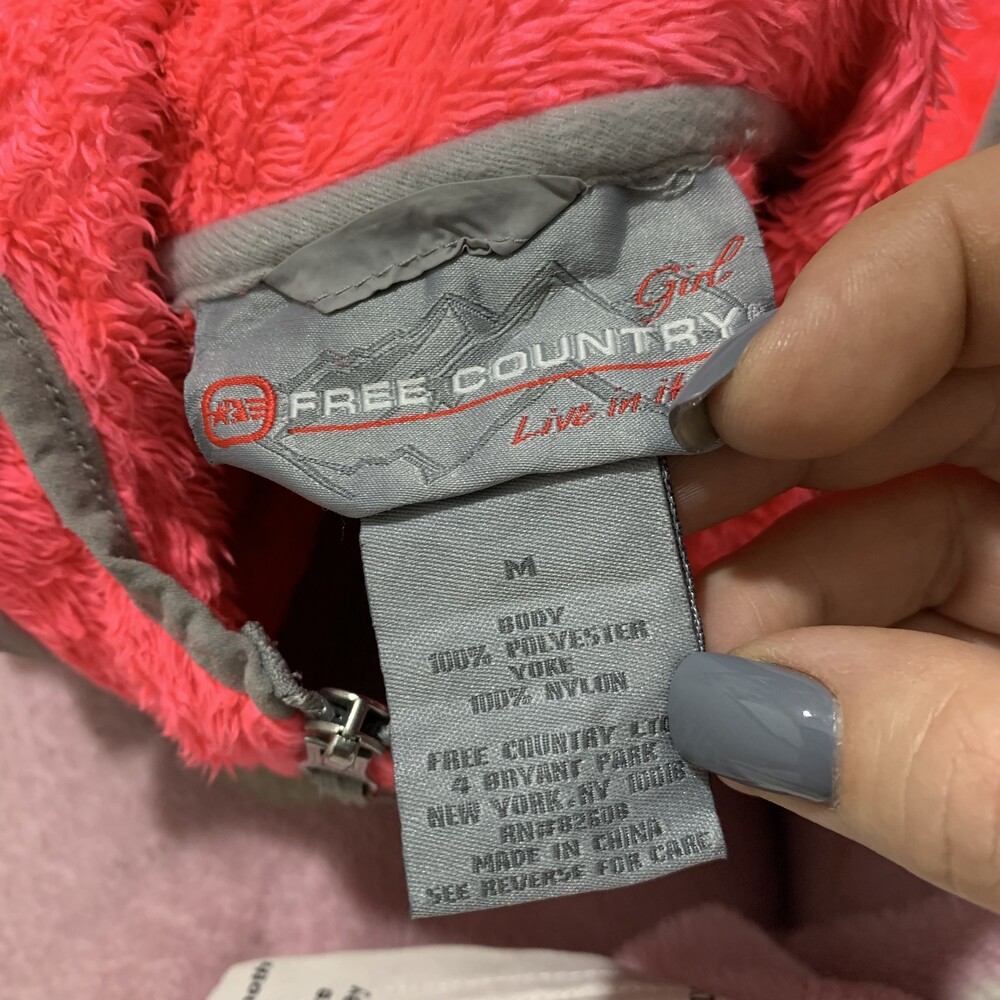 Girl
FREE COUNTRY
Live in it
M
BODY
100% POLYESTER
YOKE
100% NYLON
FREE COUNTRY LTD
4 BRYANT PARK
NEW YORK, NY 10018
RN#82608
MADE IN CHINA
SEE REVERSE FOR CARE